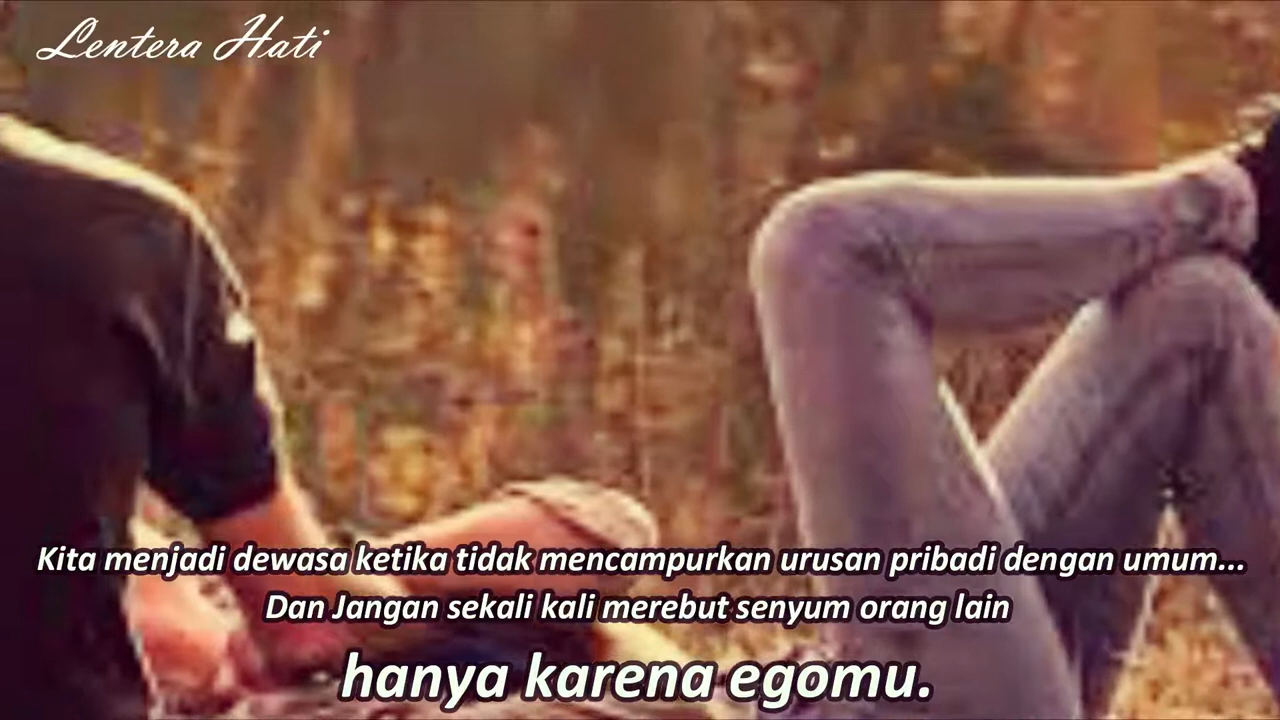 Lentera Hati
Kita menjadi dewasa ketika tidak mencampurkan urusan pribadi dengan umum...
Dan Jangan sekali kali merebut senyum orang lain
hanya karena egomu.